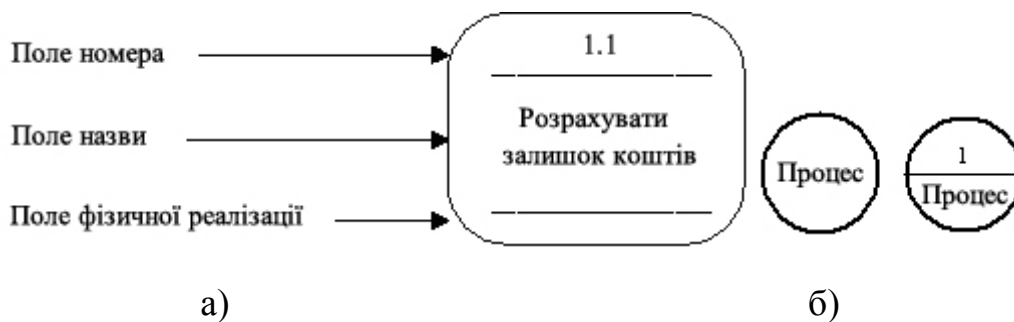 Поле номера
1.1
Поле назви
Розрахувати
залишок коштів
Поле фізичної реалізації
Процес
1
Процес
а)
б)